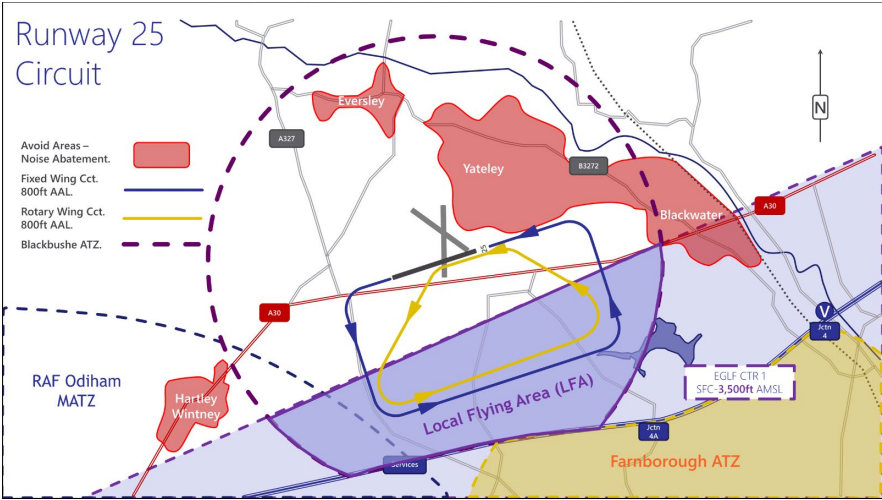 Runway 25
Circuit
Avoid Areas –
Noise Abatement.
Fixed Wing Cct.
800ft AAL.
Rotary Wing Cct.
800ft AAL.
Blackbushe ATZ.
Eversley
A327
Yateley
B3272
Blackwater
A30
N
25
A30
V
Jctn
4
RAF Odiham
MATZ
Hartley
Wintney
EGLF CTR 1
SFC-3,500ft AMSL
Local Flying Area (LFA)
Jctn
4A
Services
Farnborough ATZ